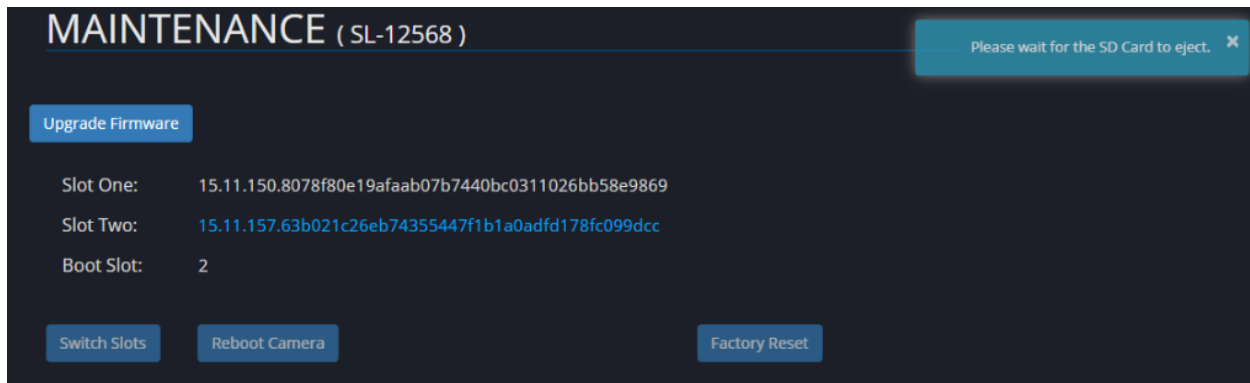 MAINTENANCE ( SL-12568 )
Please wait for the SD Card to eject. ×
Upgrade Firmware
Slot One: 15.11.150.8078f80e19afaab07b7440bc0311026bb58e9869
Slot Two: 15.11.157.63b021c26eb74355447f1b1a0adfd178fc099dcc
Boot Slot: 2
Switch Slots Reboot Camera Factory Reset